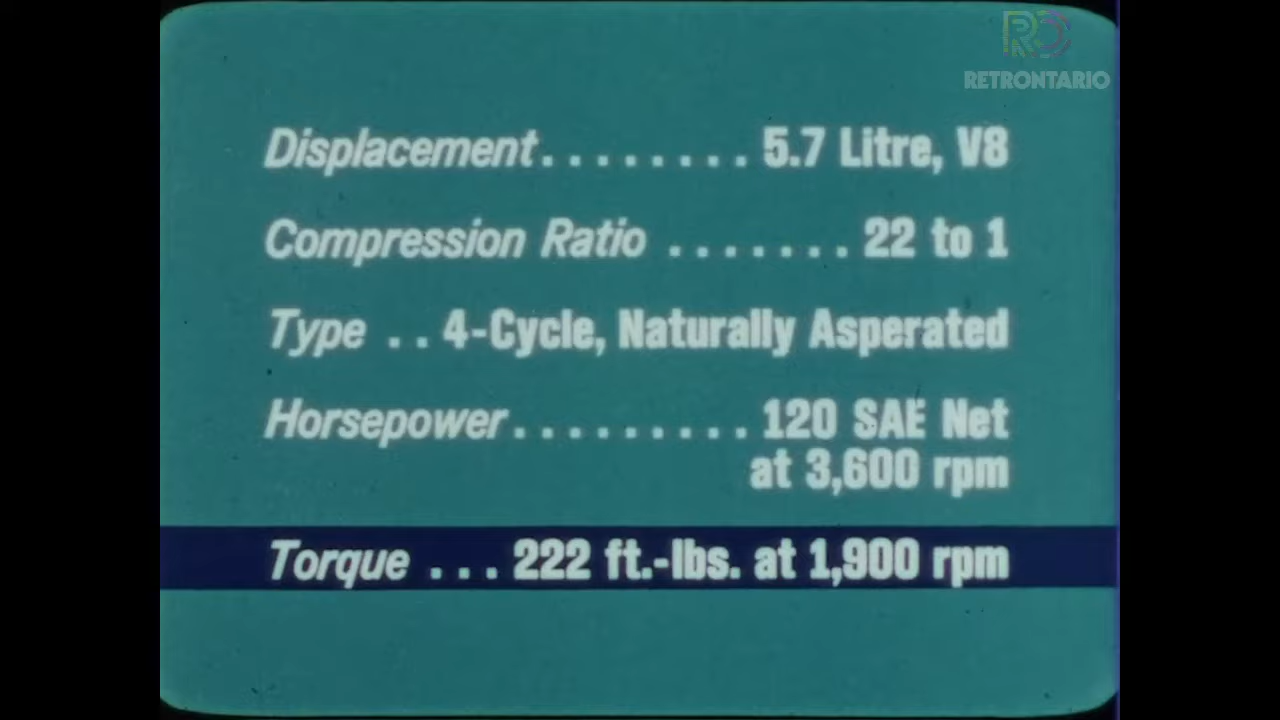 RETRONTARIO
Displacement........ 5.7 Litre, V8
Compression Ratio ....... 22 to 1
Type .. 4-Cycle, Naturally Asperated
Horsepower......... 120 SAE Net
at 3,600 rpm
Torque ... 222 ft.-lbs. at 1,900 rpm